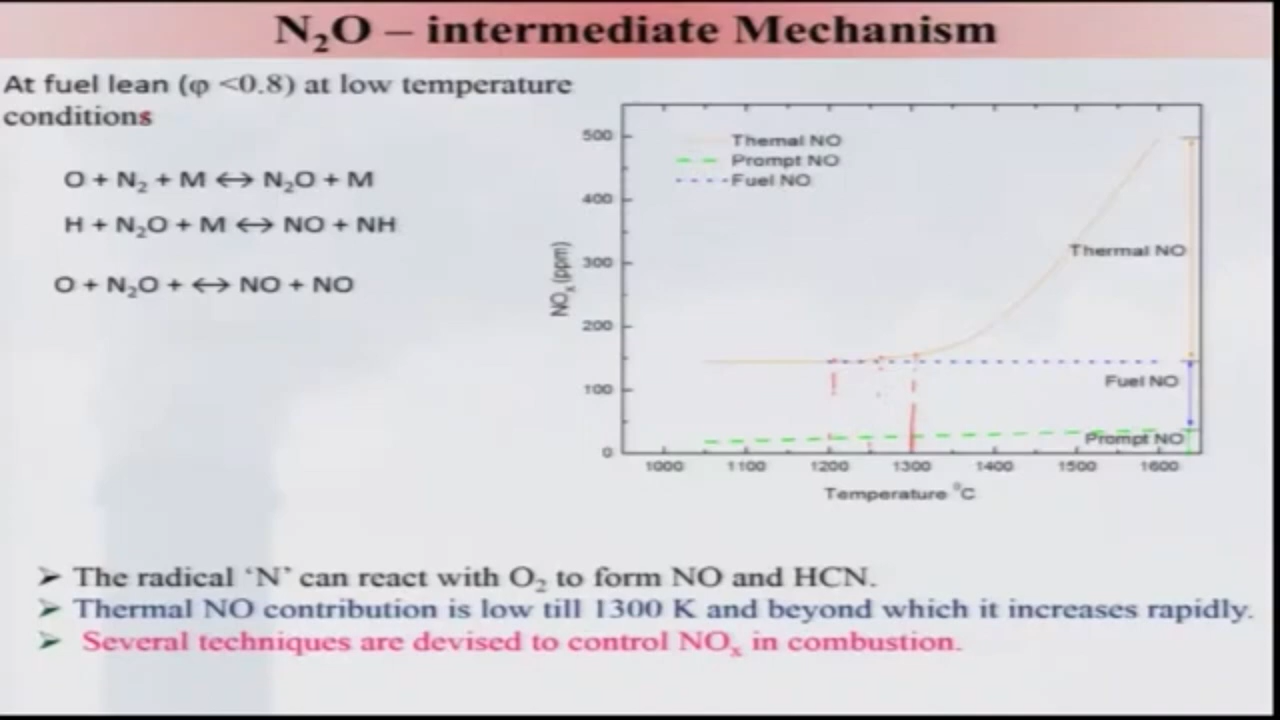 N₂O – intermediate Mechanism
At fuel lean (φ <0.8) at low temperature
conditions
O + N₂ + M ↔ N₂O + M
H + N₂O + M ↔ NO + NH
O + N₂O + ↔ NO + NO
Themal NO
Prompt NO
Fuel NO
500
400
300
200
100
0
NOₓ (ppm)
Thermal NO
Fuel NO
Prompt NO
1000 1100 1200 1300 1400 1500 1600
Temperature °C
➢ The radical ‘N’ can react with O₂ to form NO and HCN.
➢ Thermal NO contribution is low till 1300 K and beyond which it increases rapidly.
➢ Several techniques are devised to control NOₓ in combustion.